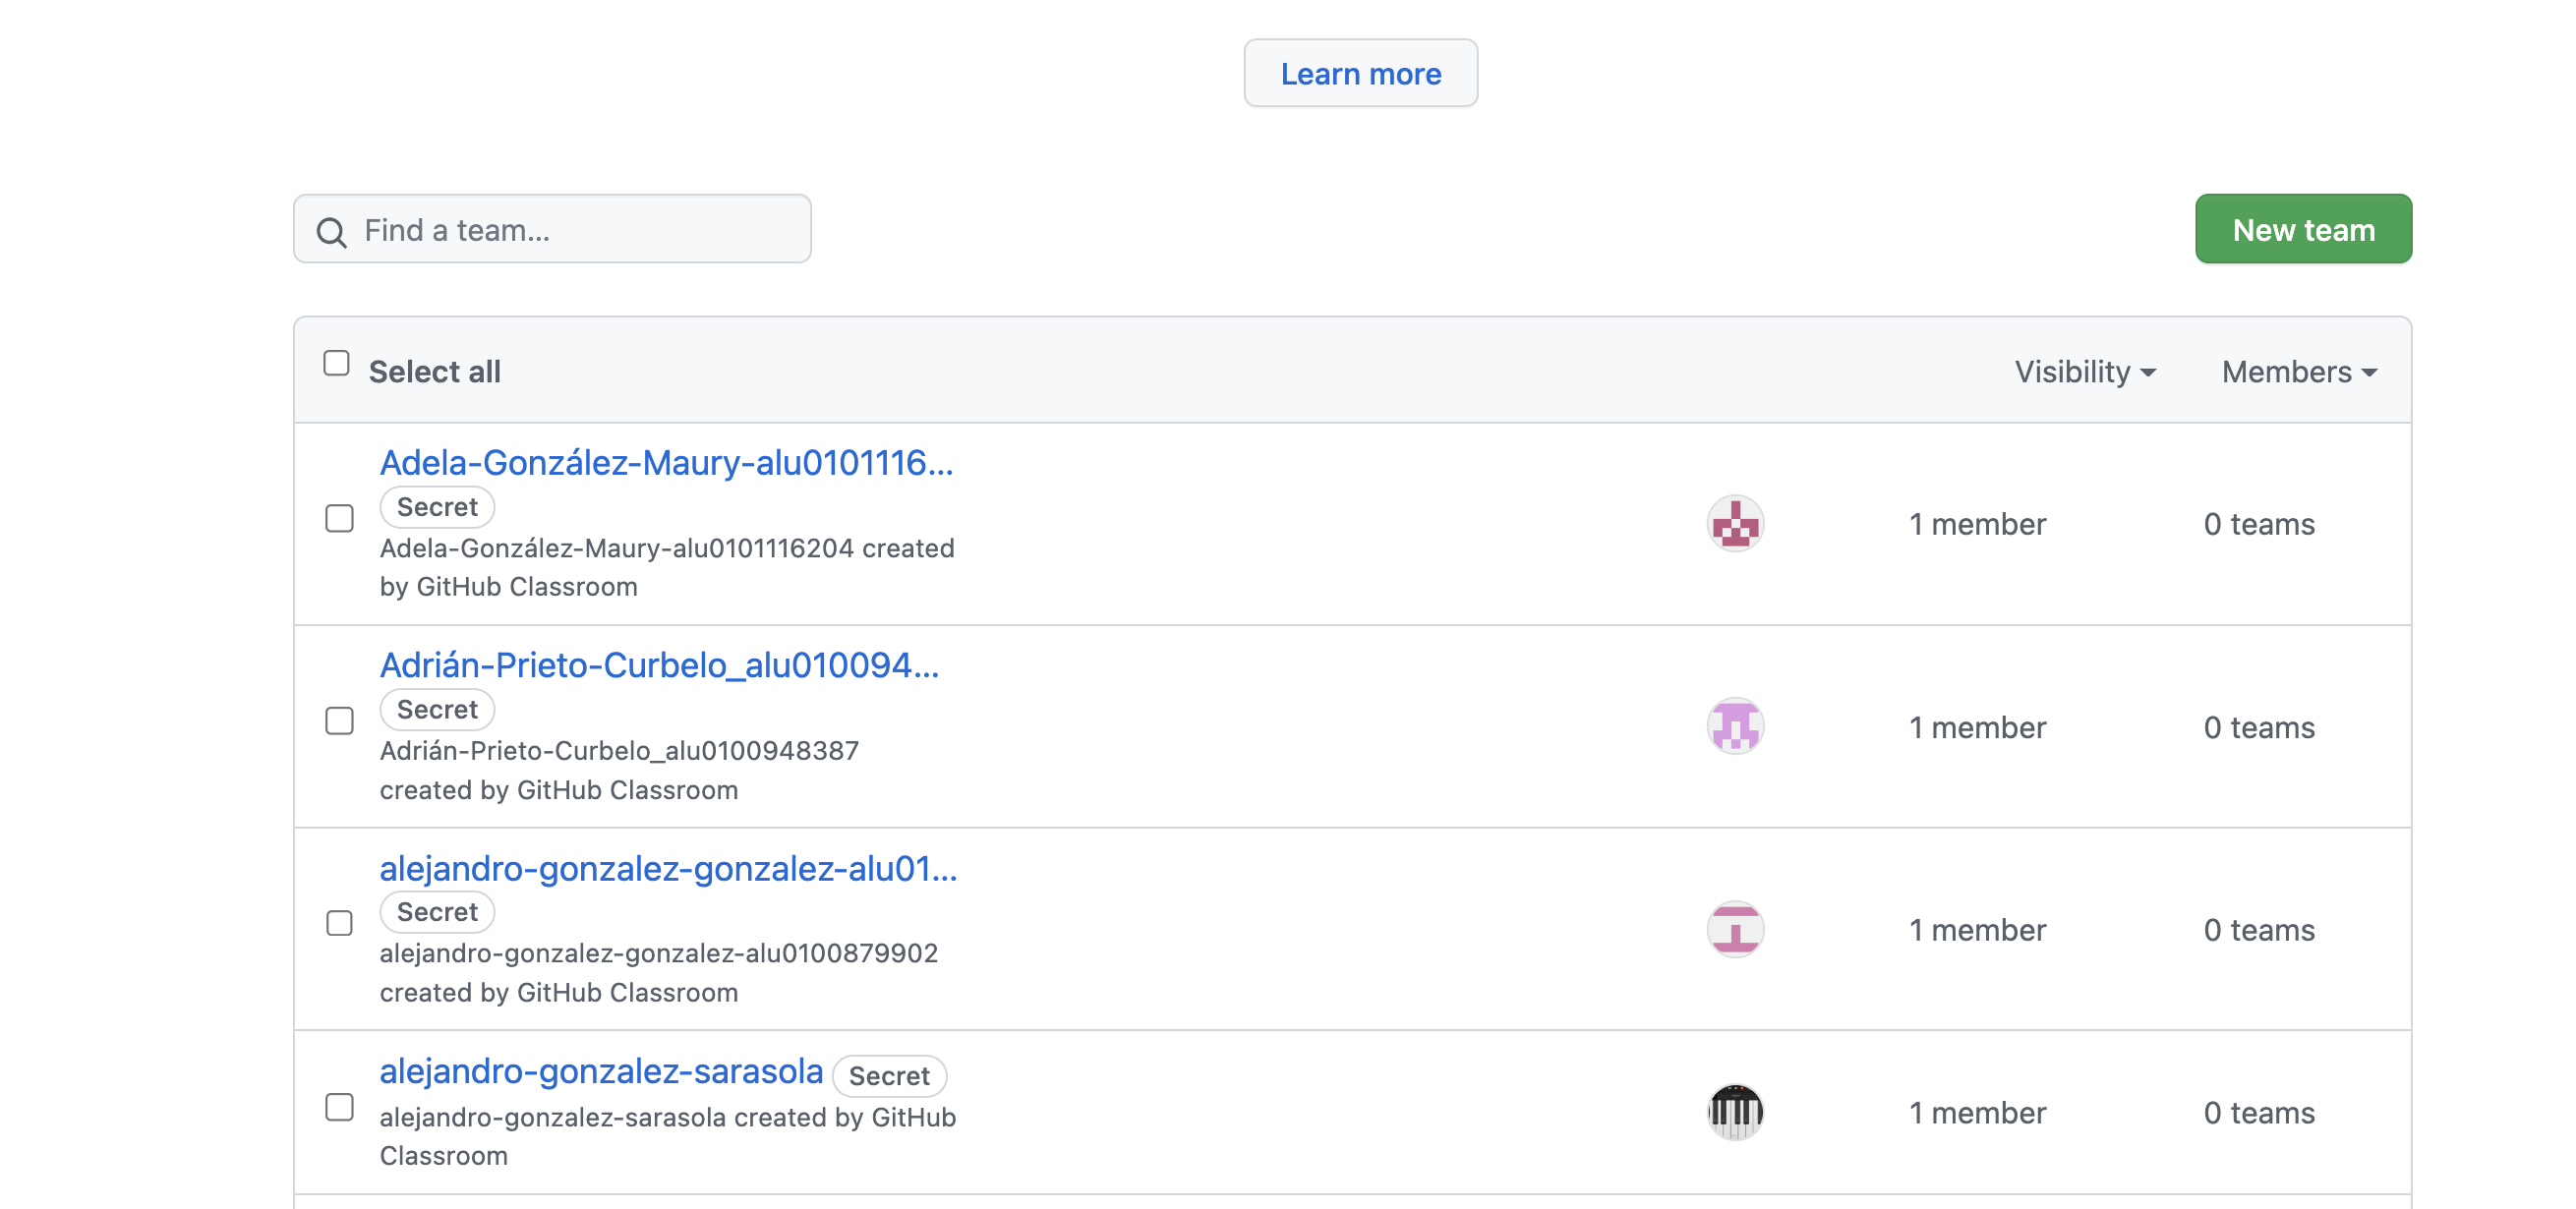 Learn more
Find a team...
New team
Select all
Visibility
Members
Adela-González-Maury-alu0101116...
Secret
Adela-González-Maury-alu0101116204 created
by GitHub Classroom
1 member
0 teams
Adrián-Prieto-Curbelo_alu010094...
Secret
Adrián-Prieto-Curbelo_alu0100948387
created by GitHub Classroom
1 member
0 teams
alejandro-gonzalez-gonzalez-alu01...
Secret
alejandro-gonzalez-gonzalez-alu0100879902
created by GitHub Classroom
1 member
0 teams
alejandro-gonzalez-sarasola Secret
alejandro-gonzalez-sarasola created by GitHub
Classroom
1 member
0 teams